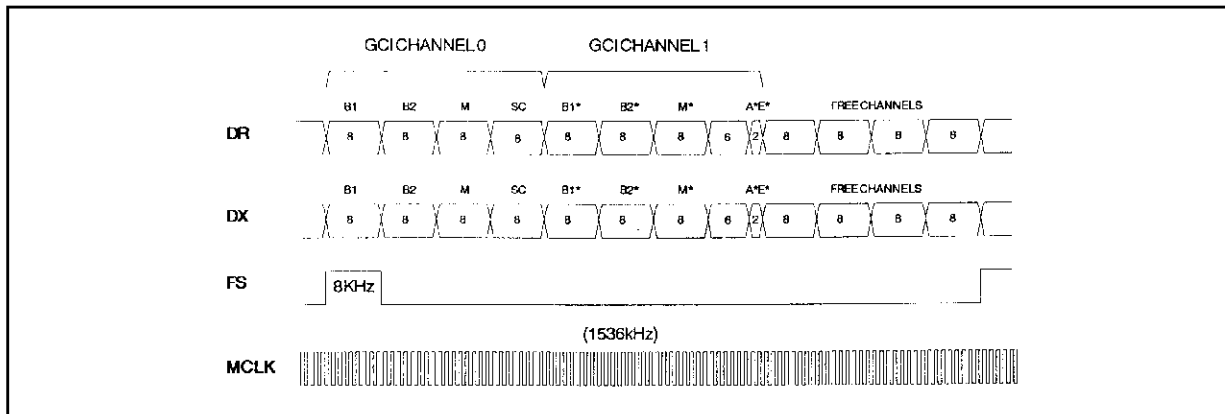 GCI CHANNEL 0 GCI CHANNEL 1
B1 B2 M SC B1* B2* M* A*E* FREE CHANNELS
DR 8 8 8 8 8 8 8 6 2 8 8 8 8
B1 B2 M SC B1* B2* M* A*E* FREE CHANNELS
DX 8 8 8 8 8 8 8 6 2 8 8 8 8
FS 8KHz
(1536kHz)
MCLK